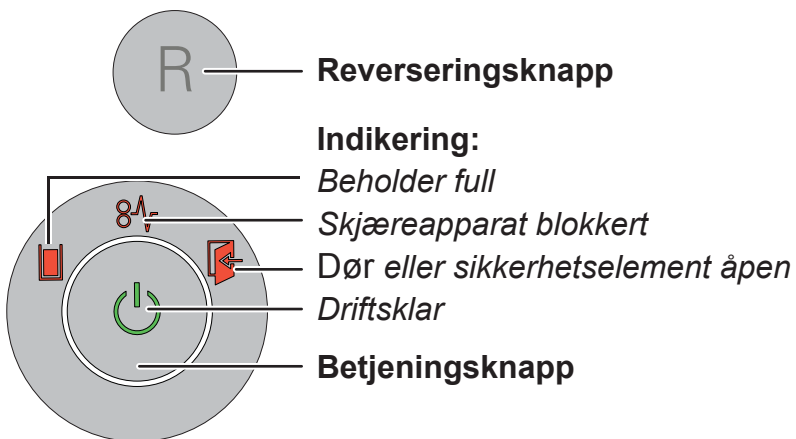 R
Reverseringsknapp
Indikering:
Beholder full
Skjæreapparat blokkert
Dør eller sikkerhetselement åpen
Driftsklar
Betjeningsknapp